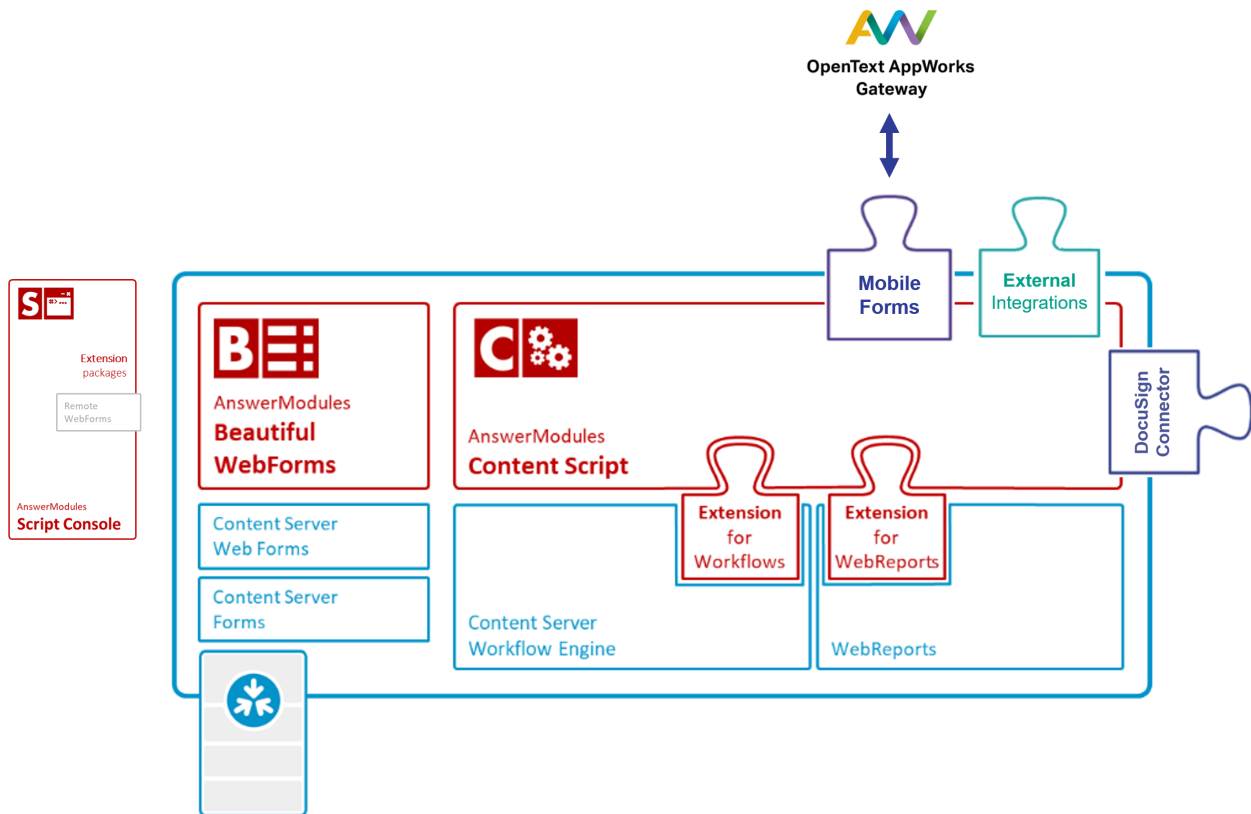 OpenText AppWorks
Gateway
Mobile
Forms
External
Integrations
DocuSign
Connector
S
#>...
Extension
packages
Remote
WebForms
AnswerModules
Script Console
B
AnswerModules
Beautiful
WebForms
C
AnswerModules
Content Script
Extension
for
Workflows
Extension
for
WebReports
Content Server
Web Forms
Content Server
Forms
Content Server
Workflow Engine
WebReports